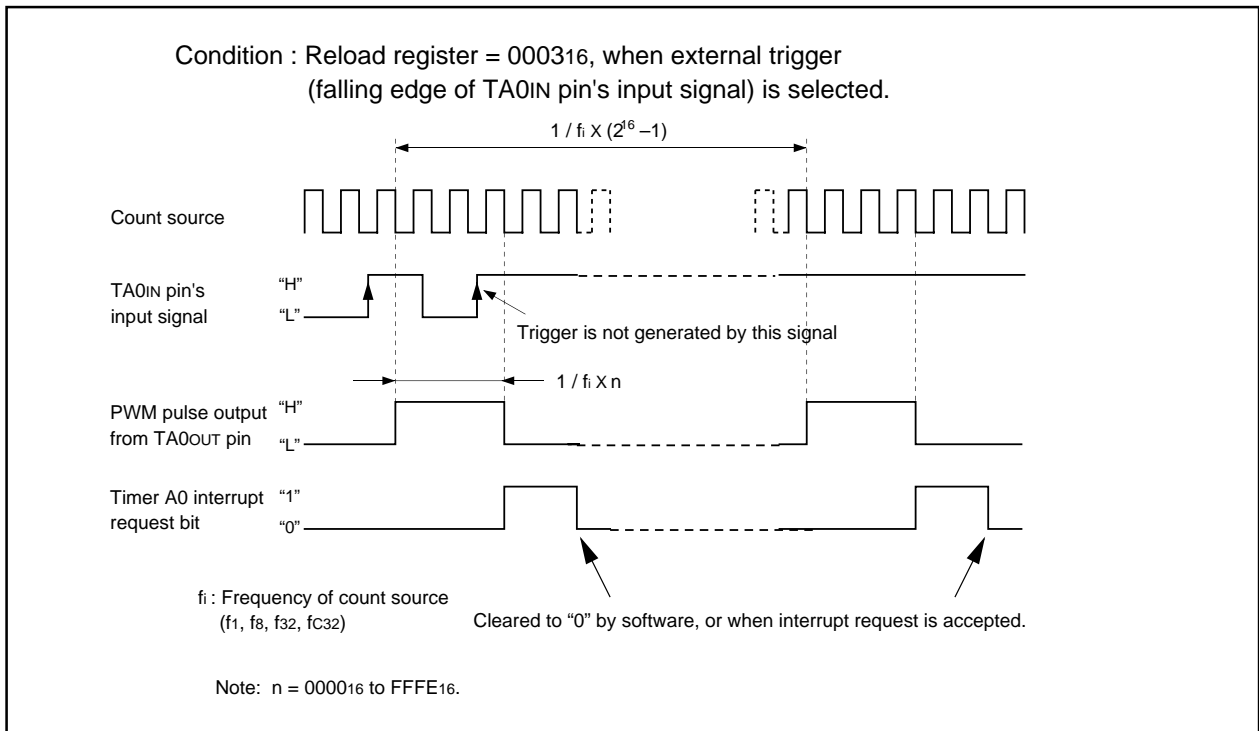 Condition : Reload register = 000316, when external trigger
(falling edge of TA0IN pin's input signal) is selected.
1 / fi X (2^16 –1)
Count source
TA0IN pin's
input signal
“H”
“L”
Trigger is not generated by this signal
1 / fi X n
PWM pulse output
from TA0OUT pin
“H”
“L”
Timer A0 interrupt
request bit
“1”
“0”
fi : Frequency of count source
(f1, f8, f32, fC32)
Cleared to “0” by software, or when interrupt request is accepted.
Note: n = 000016 to FFFE16.